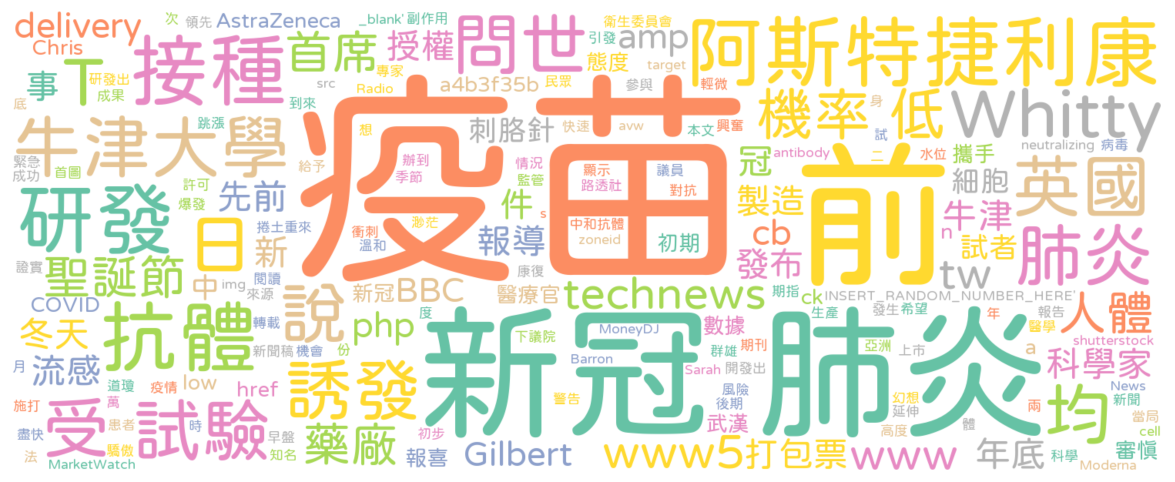 delivery 次 領先 AstraZeneca _blank' 副作用 衛生委員會
Chris 接種 首席 授權 問世 引發 amp 阿斯特捷利康
事 T 研發出 成果 專家 Radio a4b3f35b 民眾 態度 target 參與 輕微
底 跳漲 src 到來 想 刺胳針 快速 avw 本文 興奮 機率 低 身 試 Whitty
牛津大學 疫苗 前 冠 antibody 二 水位 攜手 neutralizing 病毒
緊急 成功 首圖 許可 爆發 給予 辦到 季節 情況 監管 顯示 路透社 議員 對抗 製造 細胞 英國
研發 先前 日 捲土重來 衝刺 溫和 渺茫 件 s 中和抗體 zoneid 初期 cb 牛津 n 試者 肺炎
證實 聖誕節 中 新 img 閱讀 來源 報導 康復 發布 tw
COVID 轉載 說 新冠 BBC 醫療官 technews 期指 ck INSERT_RANDOM_NUMBER_HERE'
冬天 抗體 新聞稿 機會 php 度 份 新冠肺炎 下議院 MoneyDJ 數據 生產 發生 希望 年 報告 醫學 人體
月 流感 道瓊 疫情 low href 誘發 Barron Sarah 群雄 期刊 開發出 亞洲 上市 a shutterstock 科學家
施打 受 萬 患者 試驗 時 早盤 藥廠 初步 警告 風險 後期 武漢 幻想 延伸 兩 News 新聞 均 當局
盡快 法 驕傲 知名 報喜 Gilbert www5 打包票 www 高度 體 年底 科學 cell 審慎
MarketWatch Moderna